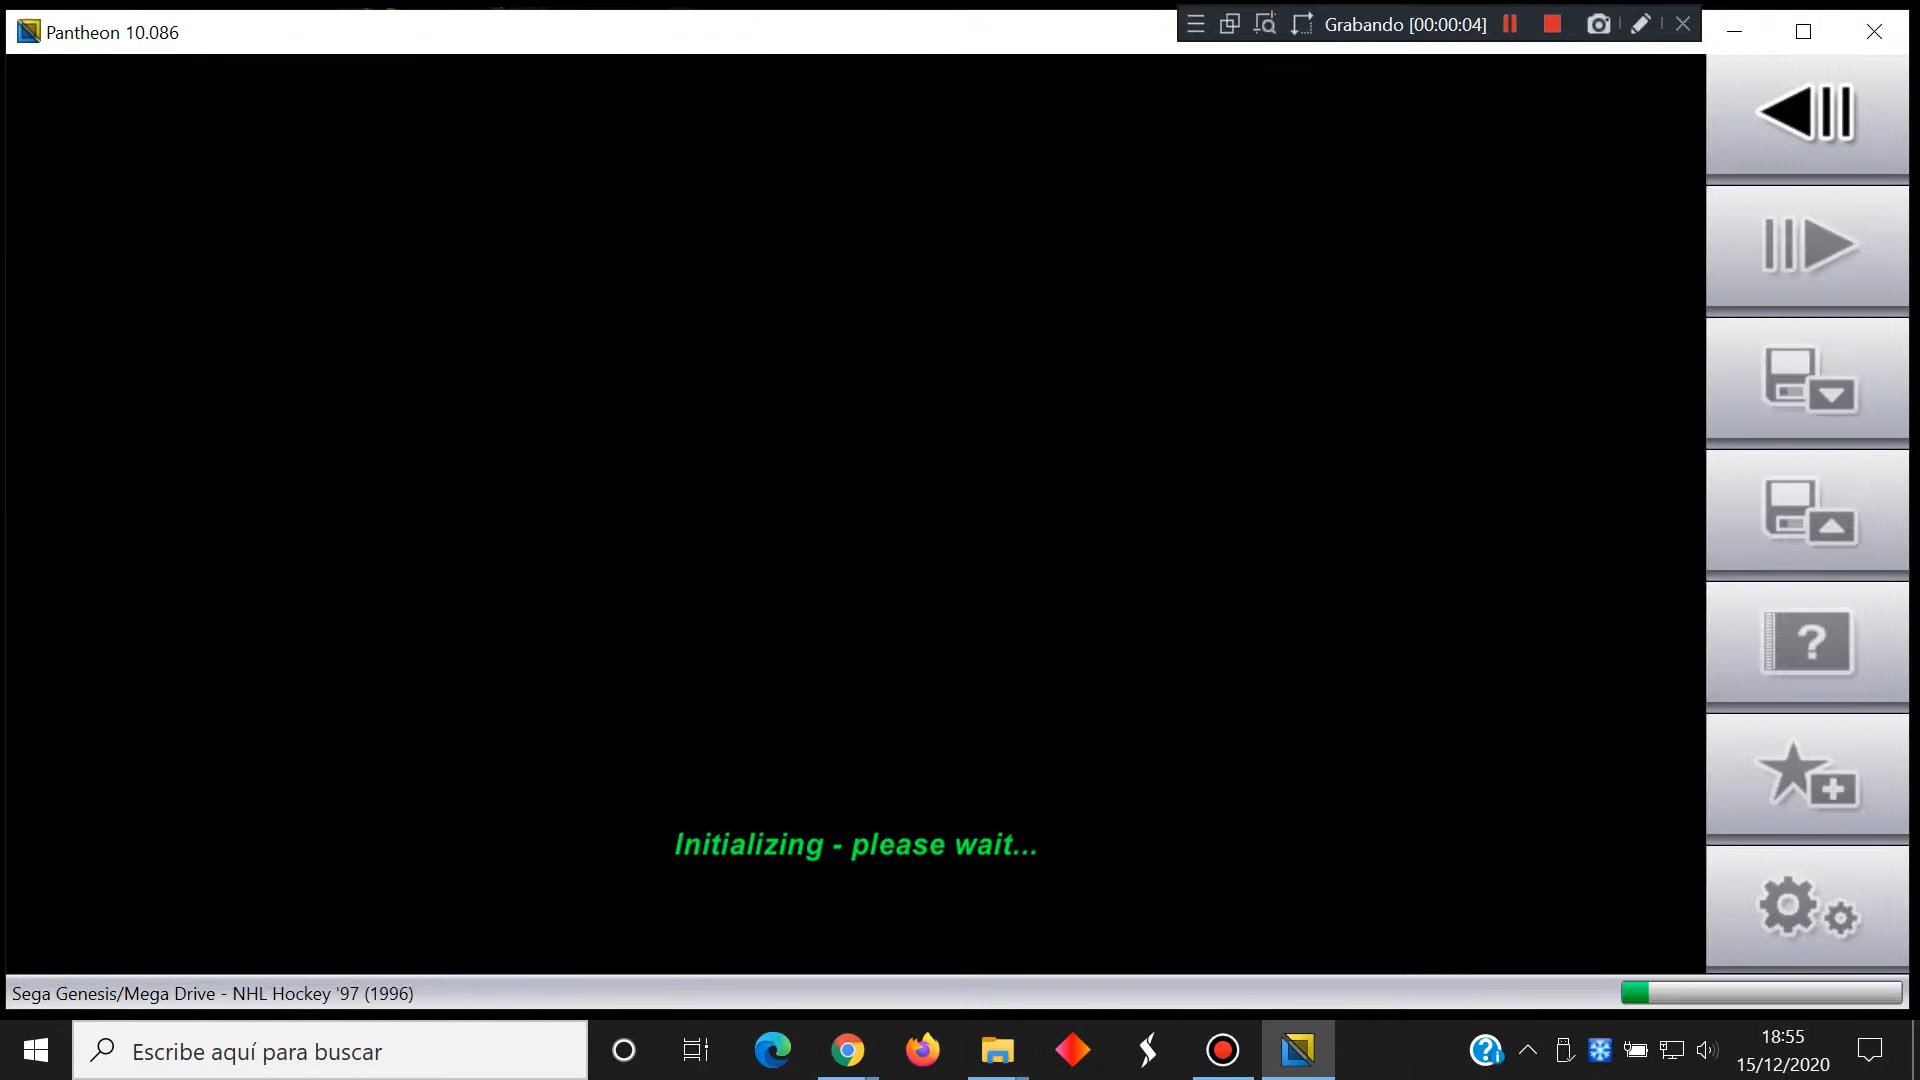 Pantheon 10.086
Grabando [00:00:04]
?
Initializing - please wait...
Sega Genesis/Mega Drive - NHL Hockey '97 (1996)
Escribe aquí para buscar
18:55
15/12/2020